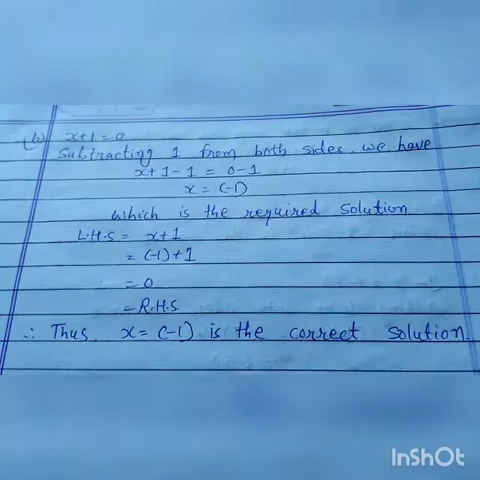 (b) x+1=0
Subtracting 1 from both sides, we have
x+1-1 = 0-1
x = (-1)
which is the required solution.
L.H.S = x+1
= (-1)+1
= 0
= R.H.S
∴ Thus, x = (-1) is the correct solution.
InShOt